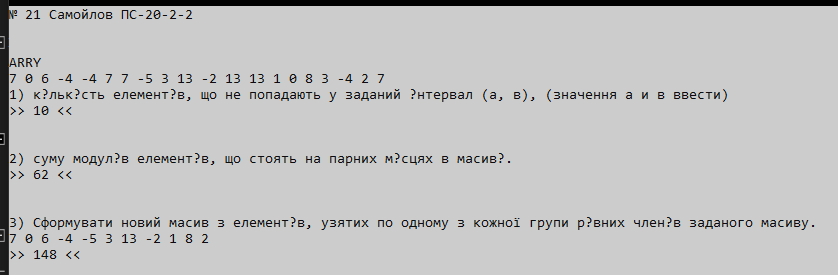 № 21 Самойлов ПС-20-2-2
ARRY
7 0 6 -4 -4 7 7 -5 3 13 -2 13 13 1 0 8 3 -4 2 7
1) к?льк?сть елемент?в, що не попадають у заданий ?нтервал (а, в), (значення а и в ввести)
>> 10 <<
2) суму модул?в елемент?в, що стоять на парних м?сцях в масив?.
>> 62 <<
3) Сформувати новий масив з елемент?в, узятих по одному з кожної групи р?вних член?в заданого масиву.
7 0 6 -4 -5 3 13 -2 1 8 2
>> 148 <<